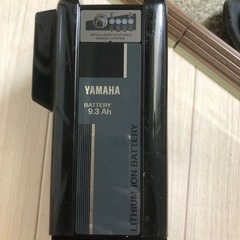 YAMAHA
BATTERY
9.3 Ah
LITHIUM ION BATTERY